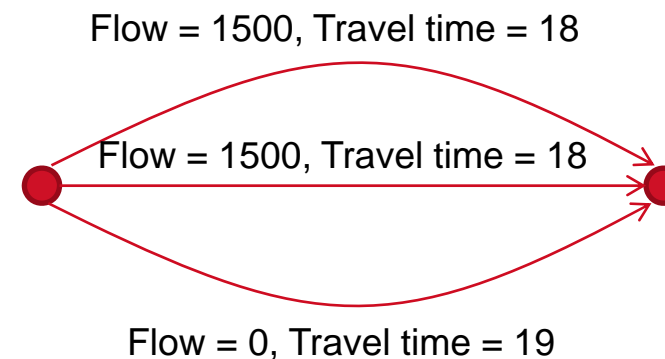 Flow = 1500, Travel time = 18
Flow = 1500, Travel time = 18
Flow = 0, Travel time = 19